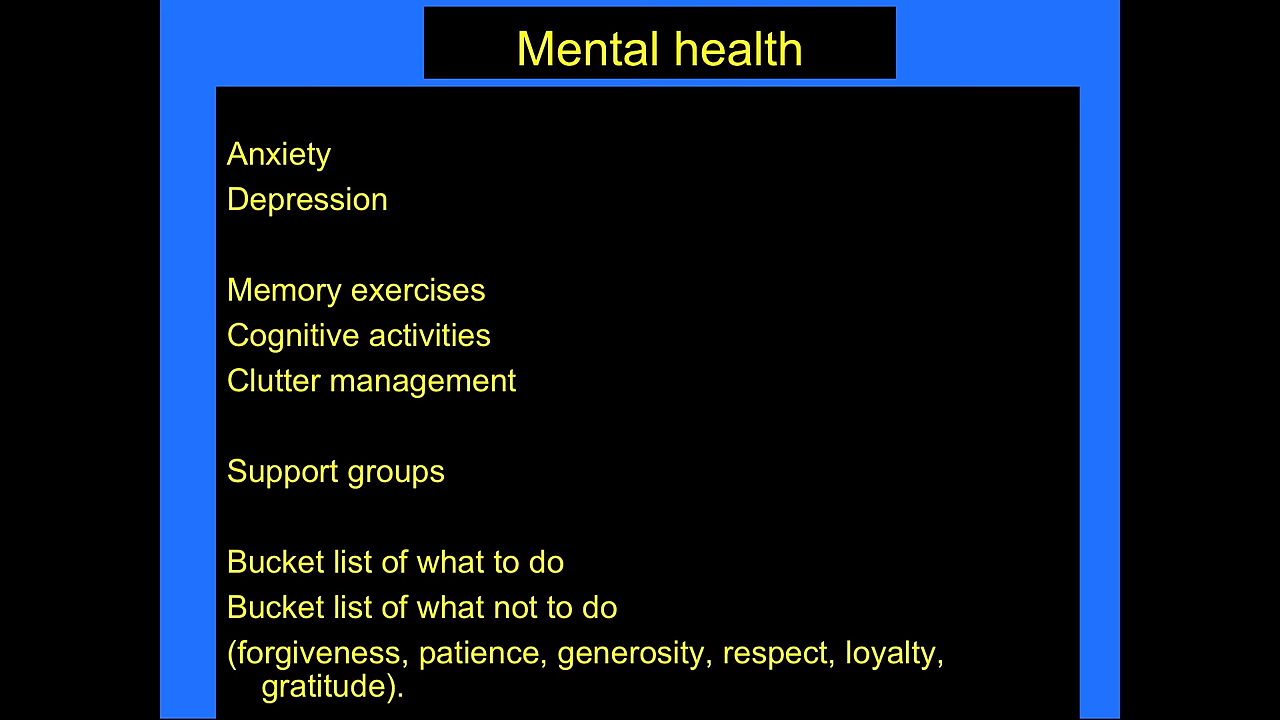 Mental health
Anxiety
Depression
Memory exercises
Cognitive activities
Clutter management
Support groups
Bucket list of what to do
Bucket list of what not to do
(forgiveness, patience, generosity, respect, loyalty,
gratitude).